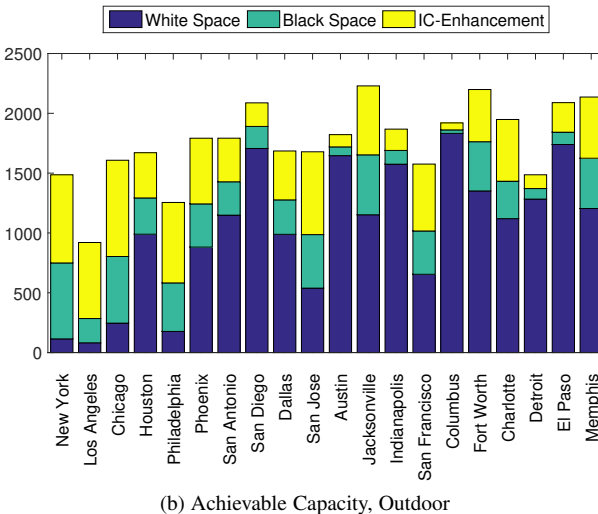 White Space Black Space IC-Enhancement
2500
2000
1500
1000
500
0
New York
Los Angeles
Chicago
Houston
Philadelphia
Phoenix
San Antonio
San Diego
Dallas
San Jose
Austin
Jacksonville
Indianapolis
San Francisco
Columbus
Fort Worth
Charlotte
Detroit
El Paso
Memphis
(b) Achievable Capacity, Outdoor